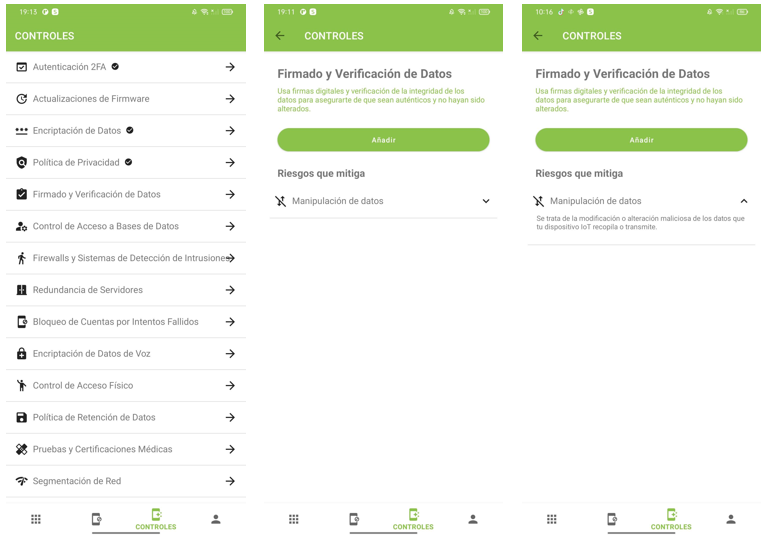 19:13
CONTROLES
Autenticación 2FA
Actualizaciones de Firmware
Encriptación de Datos
Política de Privacidad
Firmado y Verificación de Datos
Control de Acceso a Bases de Datos
Firewalls y Sistemas de Detección de Intrusiones
Redundancia de Servidores
Bloqueo de Cuentas por Intentos Fallidos
Encriptación de Datos de Voz
Control de Acceso Físico
Política de Retención de Datos
Pruebas y Certificaciones Médicas
Segmentación de Red
CONTROLES
19:11
CONTROLES
Firmado y Verificación de Datos
Usa firmas digitales y verificación de la integridad de los
datos para asegurarte de que sean auténticos y no hayan sido
alterados.
Añadir
Riesgos que mitiga
Manipulación de datos
CONTROLES
10:16
CONTROLES
Firmado y Verificación de Datos
Usa firmas digitales y verificación de la integridad de los
datos para asegurarte de que sean auténticos y no hayan sido
alterados.
Añadir
Riesgos que mitiga
Manipulación de datos
Se trata de la modificación o alteración maliciosa de los datos que
tu dispositivo IoT recopila o transmite.
CONTROLES